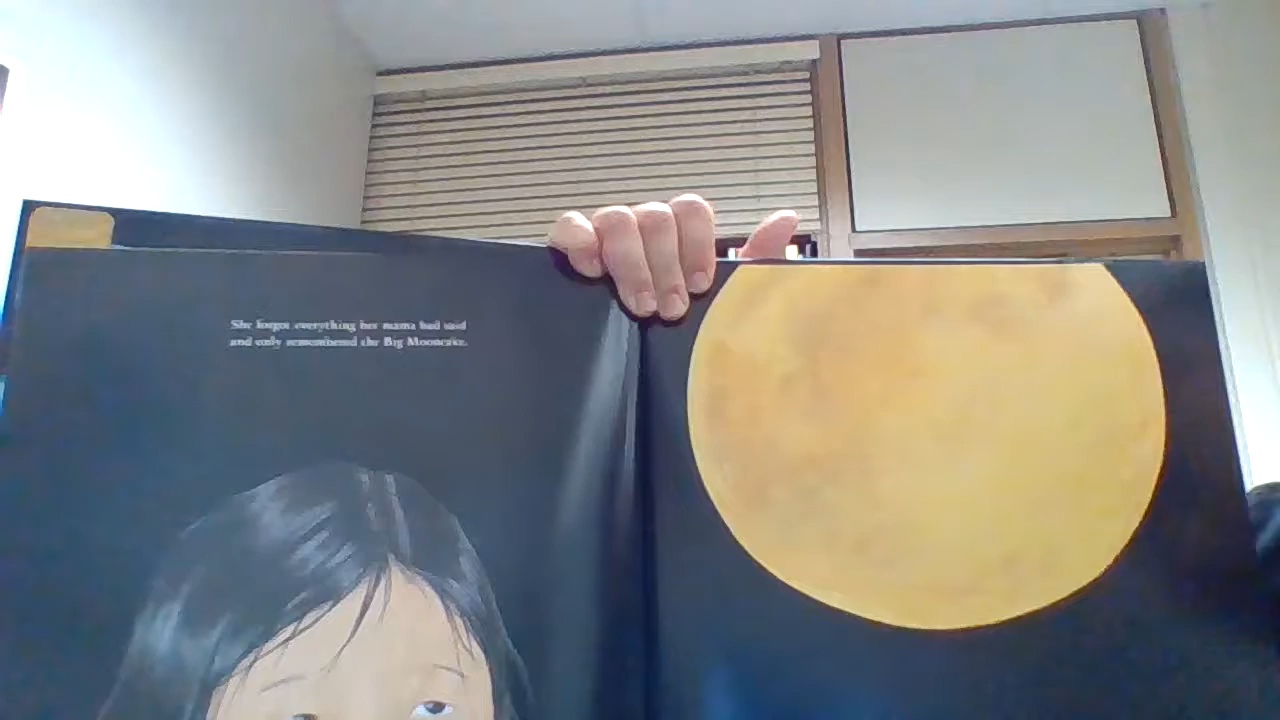 She forgot everything her mama had said
and only remembered the Big Mooncake.